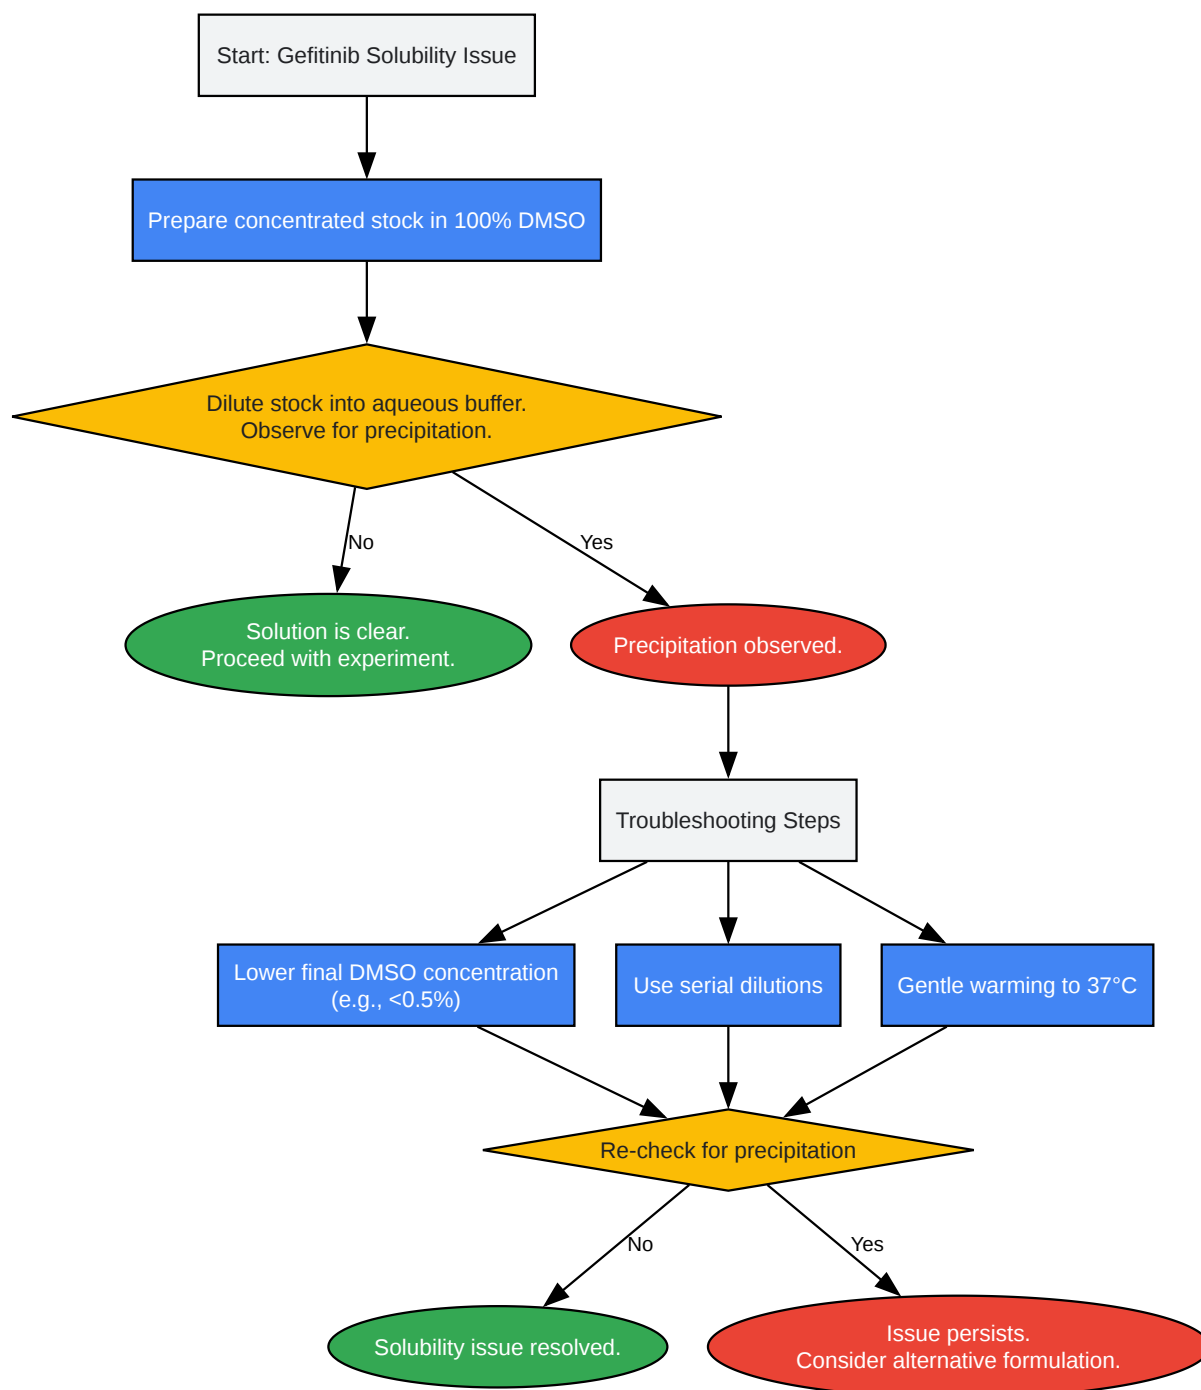 Start: Gefitinib Solubility Issue
Prepare concentrated stock in 100% DMSO
Dilute stock into aqueous buffer.
Observe for precipitation.
No
Yes
Solution is clear.
Proceed with experiment.
Precipitation observed.
Troubleshooting Steps
Lower final DMSO concentration
(e.g., <0.5%)
Use serial dilutions
Gentle warming to 37°C
Re-check for precipitation
No
Yes
Solubility issue resolved.
Issue persists.
Consider alternative formulation.